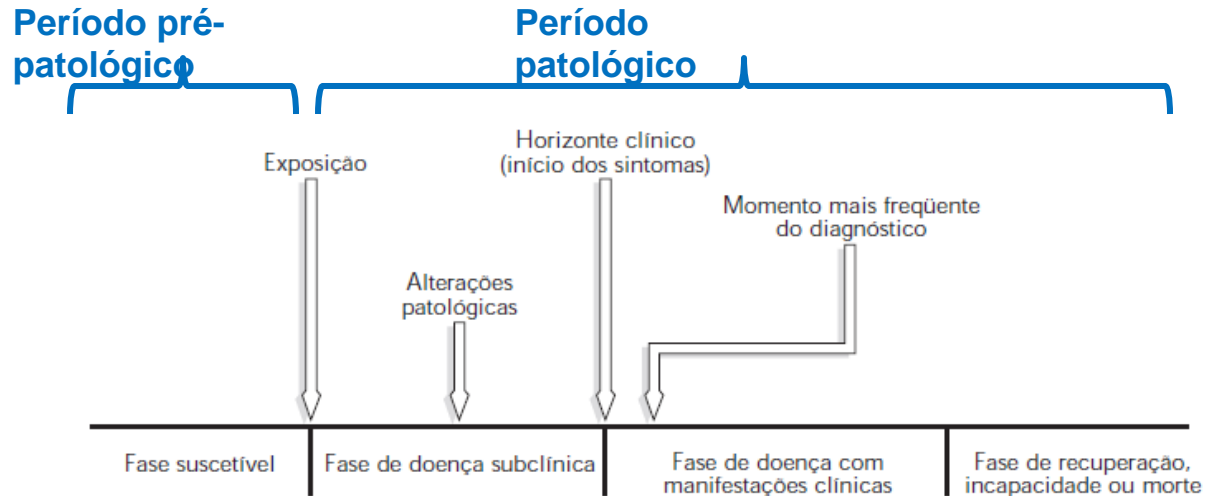 Período pré-
patológico
Período
patológico
Exposição
Horizonte clínico
(início dos sintomas)
Momento mais freqüente
do diagnóstico
Alterações
patológicas
Fase suscetível
Fase de doença subclínica
Fase de doença com
manifestações clínicas
Fase de recuperação,
incapacidade ou morte